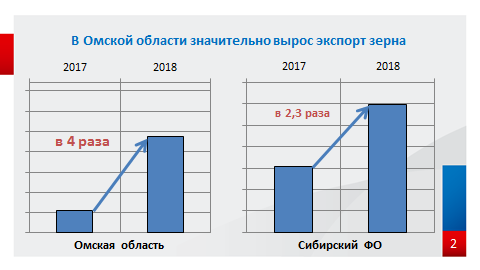 В Омской области значительно вырос экспорт зерна
2017 2018
в 4 раза
Омская область
2017 2018
в 2,3 раза
Сибирский ФО
2